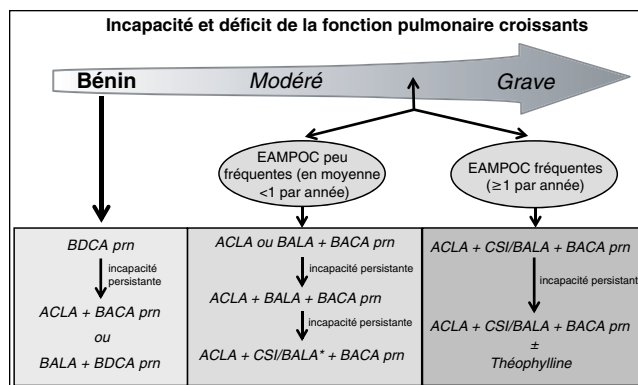 Incapacité et déficit de la fonction pulmonaire croissants
Bénin
Modéré
Grave
EAMPOC peu
fréquentes (en moyenne
<1 par année)
EAMPOC fréquentes
(≥1 par année)
BDCA prn
incapacité
persistante
ACLA + BACA prn
ou
BALA + BDCA prn
ACLA ou BALA + BACA prn
incapacité persistante
ACLA + BALA + BACA prn
incapacité persistante
ACLA + CSI/BALA* + BACA prn
ACLA + CSI/BALA + BACA prn
incapacité persistant
ACLA + CSI/BALA + BACA prn
±
Théophylline